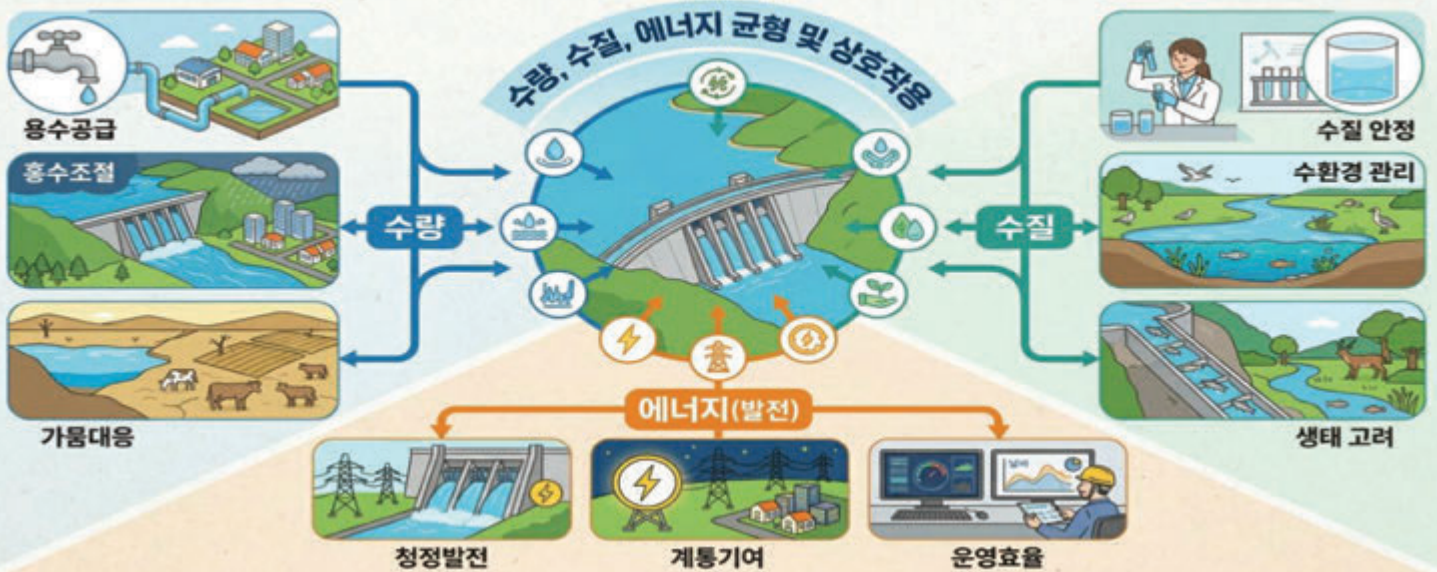 수량, 수질, 에너지 균형 및 상호작용
용수공급
홍수조절
수량
가뭄대응
수질 안정
수환경 관리
수질
생태 고려
에너지(발전)
청정발전
계통기여
운영효율